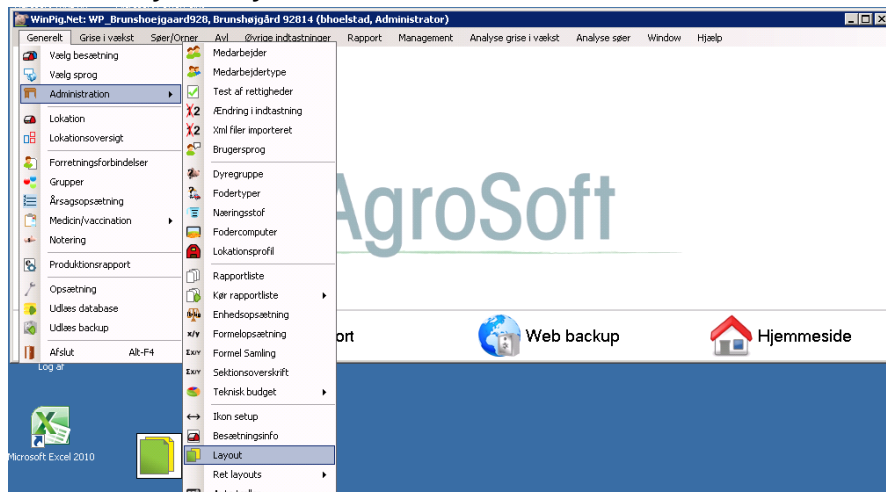 WinPig.Net: WP_Brunshoejgaard928, Brunshøjgård 92814 (bhoelstad, Administrator)
Generelt Grise i vækst Søer/Orner Avl Øvrige indtastninger Rapport Management Analyse grise i vækst Analyse søer Window Hjælp
Vælg besætning
Vælg sprog
Administration
Lokation
Lokationsoversigt
Forretningsforbindelser
Grupper
Årsagsopsætning
Medicin/vaccination
Notering
Produktionsrapport
Opsætning
Udlæs database
Udlæs backup
Afslut Alt-F4
Medarbejder
Medarbejdertype
Test af rettigheder
Ændring i indtastning
Xml filer importeret
Brugersprog
Dyregruppe
Fodertyper
Næringsstof
Fodercomputer
Lokationsprofil
Rapportliste
Kør rapportliste
Enhedsopsætning
x/y Formelopsætning
Σx/y Formel Samling
Σx/y Sektionsoverskrift
Teknisk budget
Ikon setup
Besætningsinfo
Layout
Ret layouts
AgroSoft
ort
Web backup
Hjemmeside
Log af
Microsoft Excel 2010